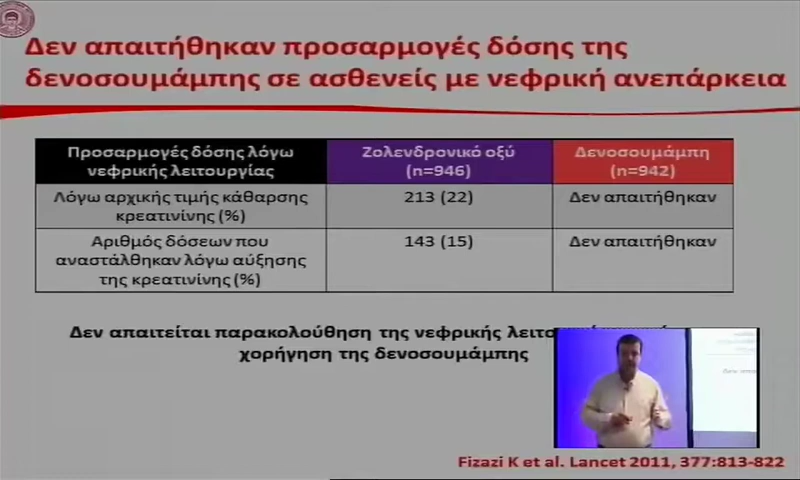 Δεν απαιτήθηκαν προσαρμογές δόσης της
δενοσουμάμπης σε ασθενείς με νεφρική ανεπάρκεια
Προσαρμογές δόσης λόγω
νεφρικής λειτουργίας
Ζολενδρονικό οξύ
(n=946)
Δενοσουμάμπη
(n=942)
Λόγω αρχικής τιμής κάθαρσης
κρεατινίνης (%)
213 (22)
Δεν απαιτήθηκαν
Αριθμός δόσεων που
αναστάλθηκαν λόγω αύξησης
της κρεατινίνης (%)
143 (15)
Δεν απαιτήθηκαν
Δεν απαιτείται παρακολούθηση της νεφρικής
χορήγηση της δενοσουμάμπης
Fizazi K et al. Lancet 2011, 377:813-822